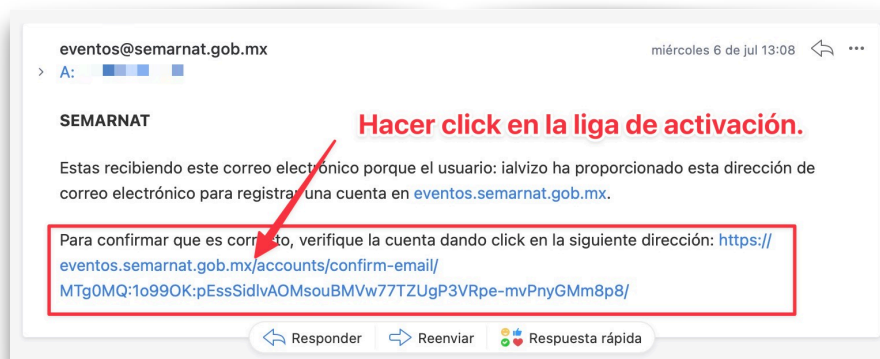 eventos@semarnat.gob.mx
miércoles 6 de jul 13:08
A:
SEMARNAT
Hacer click en la liga de activación.
Estas recibiendo este correo electrónico porque el usuario: ialvizo ha proporcionado esta dirección de
correo electrónico para registrar una cuenta en eventos.semarnat.gob.mx.
Para confirmar que es correcto, verifique la cuenta dando click en la siguiente dirección: https://
eventos.semarnat.gob.mx/accounts/confirm-email/
MTg0MQ:1o99OK:pEssSidlvAOMsouBMVw77TZUgP3VRpe-mvPnyGMm8p8/
Responder
Reenviar
Respuesta rápida